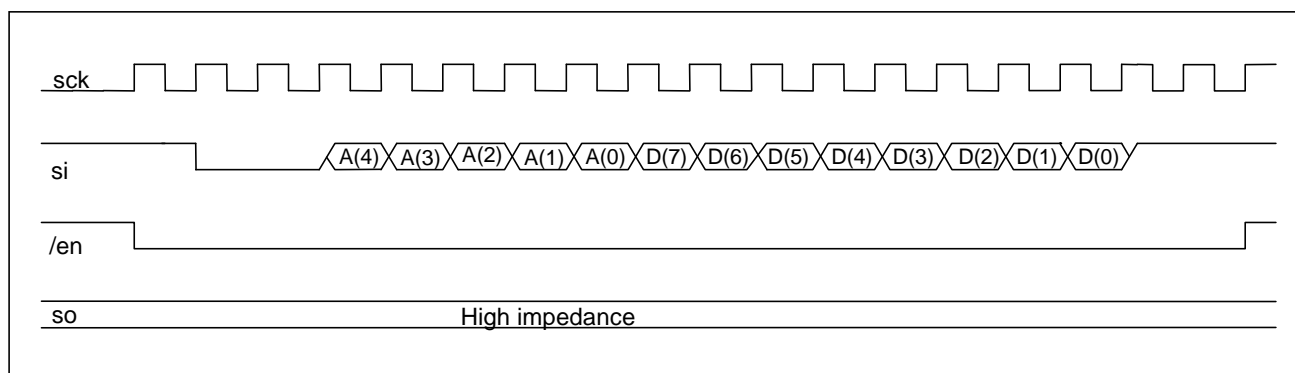 sck
si
A(4) A(3) A(2) A(1) A(0) D(7) D(6) D(5) D(4) D(3) D(2) D(1) D(0)
/en
so
High impedance